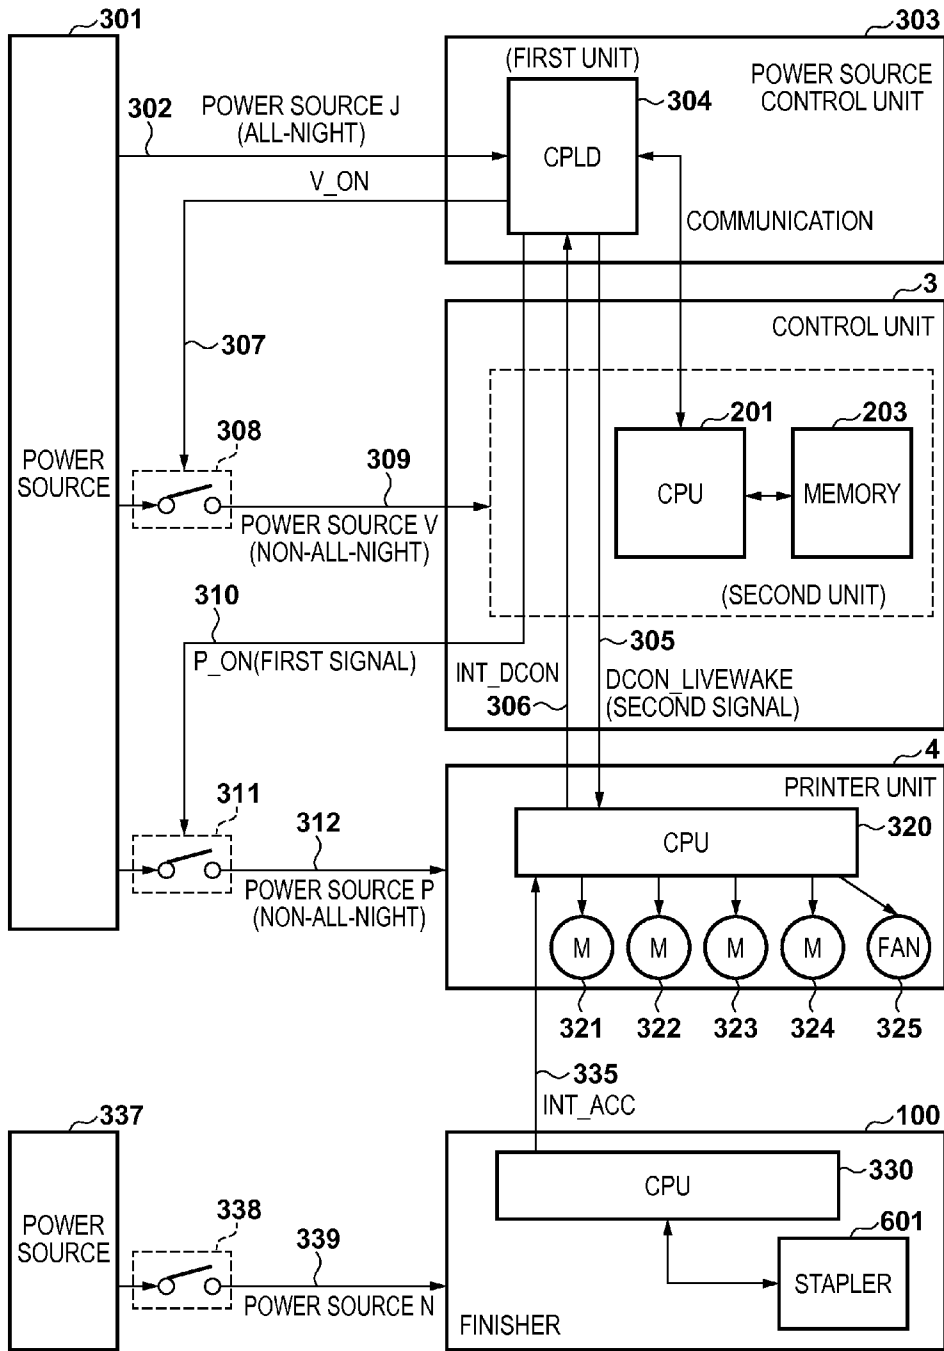 301
303
(FIRST UNIT)
POWER SOURCE
CONTROL UNIT
304
302
POWER SOURCE J
(ALL-NIGHT)
CPLD
V_ON
COMMUNICATION
3
CONTROL UNIT
307
201
203
308
309
POWER
SOURCE
CPU
MEMORY
POWER SOURCE V
(NON-ALL-NIGHT)
(SECOND UNIT)
310
305
P_ON(FIRST SIGNAL)
INT_DCON
306
DCON_LIVEWAKE
(SECOND SIGNAL)
4
PRINTER UNIT
311
312
320
CPU
POWER SOURCE P
(NON-ALL-NIGHT)
M
M
M
M
FAN
321
322
323
324
325
335
INT_ACC
337
100
330
CPU
POWER
SOURCE
338
339
601
STAPLER
POWER SOURCE N
FINISHER